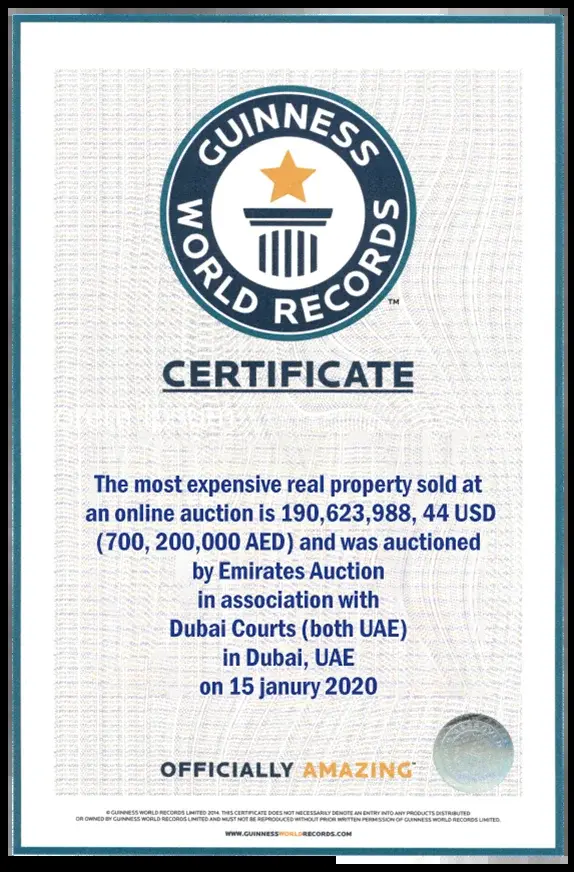 GUINNESS
WORLD RECORDS
TM
CERTIFICATE
The most expensive real property sold at
an online auction is 190,623,988, 44 USD
(700, 200,000 AED) and was auctioned
by Emirates Auction
in association with
Dubai Courts (both UAE)
in Dubai, UAE
on 15 janury 2020
OFFICIALLY AMAZING
© GUINNESS WORLD RECORDS LIMITED 2014. THIS CERTIFICATE DOES NOT NECESSARILY DENOTE AN ENTRY INTO ANY PRODUCTS DISTRIBUTED
OR OWNED BY GUINNESS WORLD RECORDS LIMITED AND MUST NOT BE REPRODUCED WITHOUT PRIOR WRITTEN PERMISSION OF GUINNESS WORLD RECORDS LIMITED.
WWW.GUINNESSWORLDRECORDS.COM